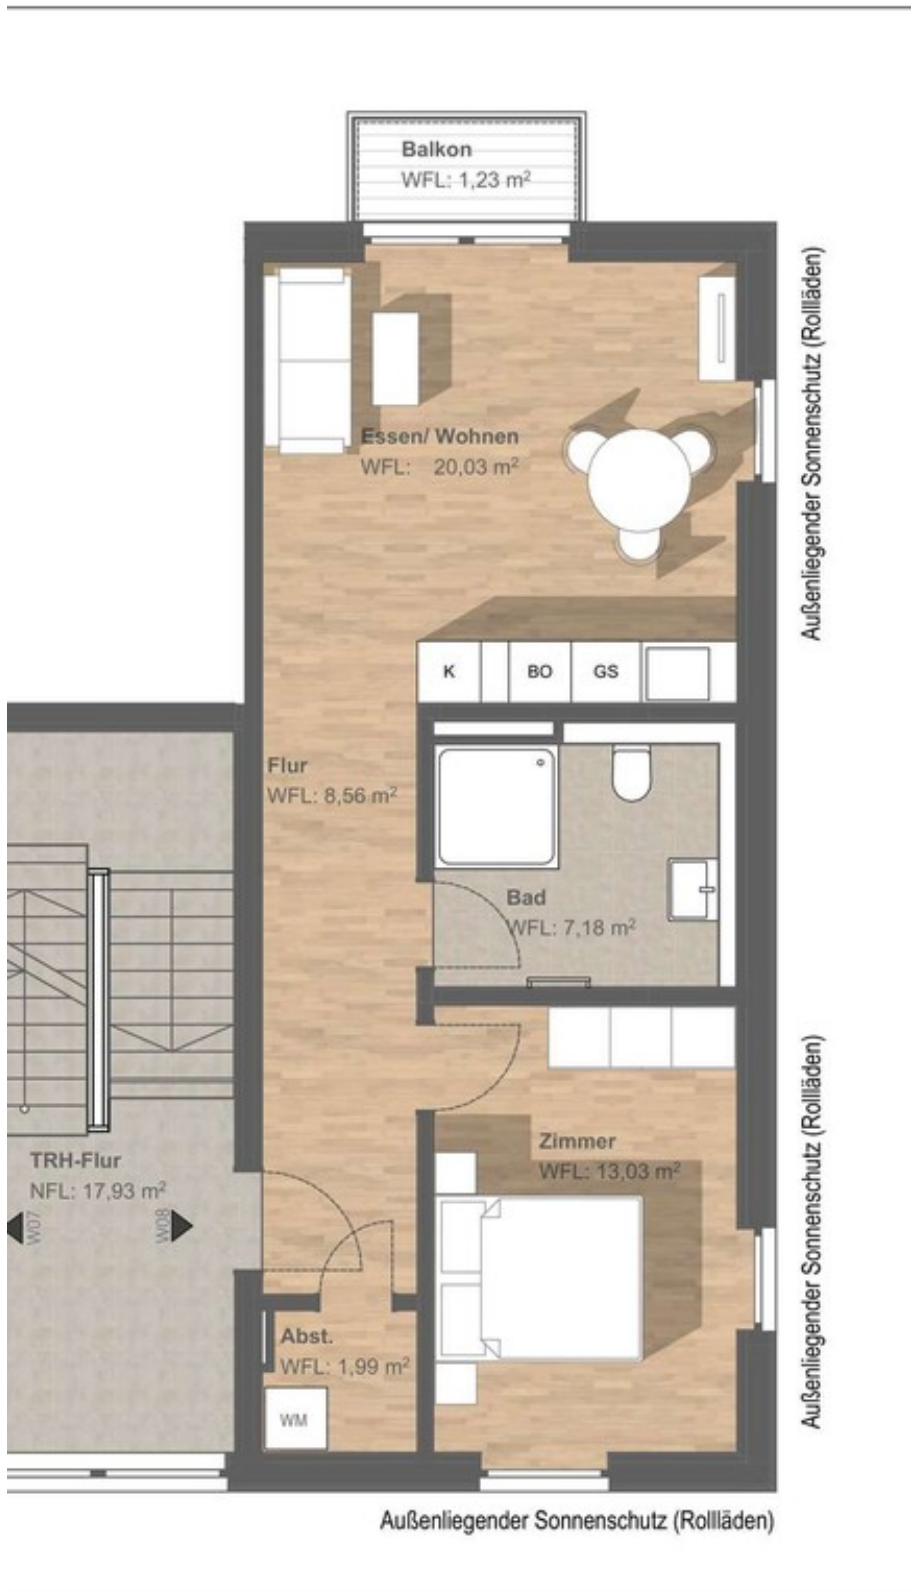 Balkon
WFL: 1,23 m²
Außenliegender Sonnenschutz (Rollläden)
Essen/ Wohnen
WFL: 20,03 m²
K
BO
GS
Flur
WFL: 8,56 m²
Bad
WFL: 7,18 m²
Zimmer
WFL: 13,03 m²
Außenliegender Sonnenschutz (Rollläden)
TRH-Flur
NFL: 17,93 m²
W07
W08
Abst.
WFL: 1,99 m²
WM
Außenliegender Sonnenschutz (Rollläden)